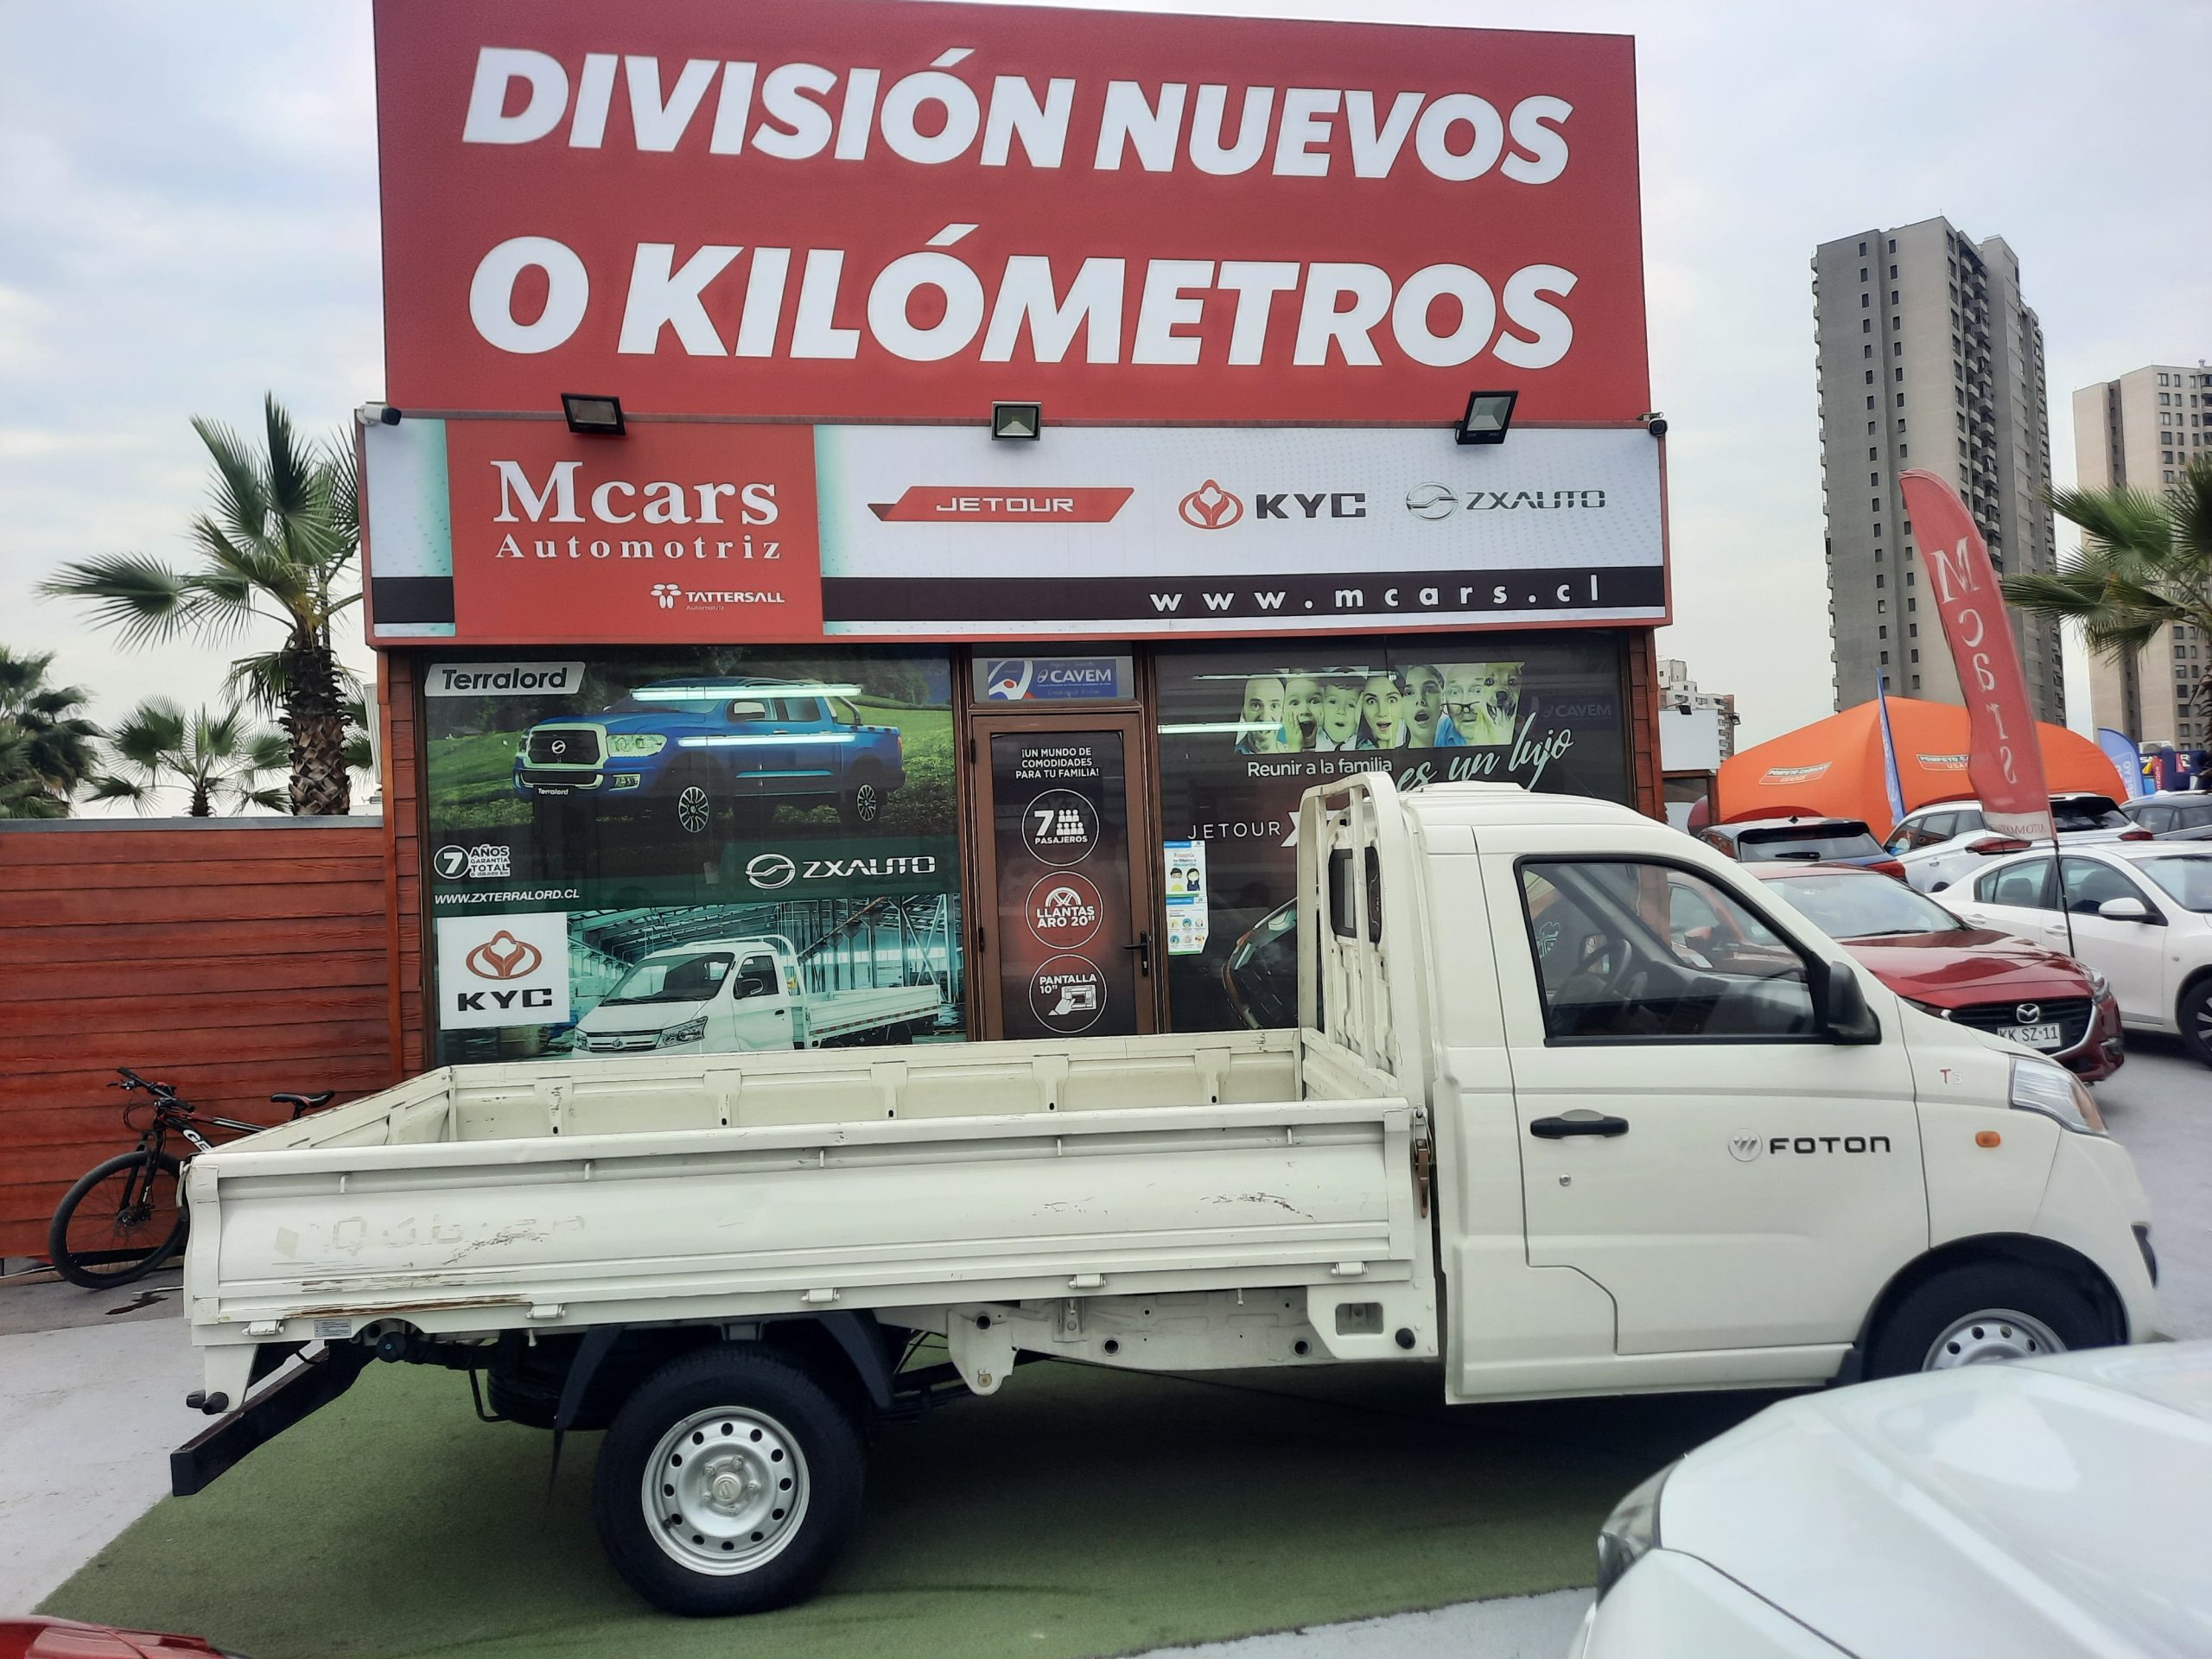 DIVISIÓN NUEVOS
O KILÓMETROS
Mcars
Automotriz
TATTERSALL
Automotriz
JETOUR
KYC
ZXAUTO
www.mcars.cl
Terralord
Terralord
7 AÑOS
GARANTÍA
TOTAL
ZXAUTO
WWW.ZXTERRALORD.CL
KYC
CAVEM
¡UN MUNDO DE
COMODIDADES
PARA TU FAMILIA!
7
PASAJEROS
LLANTAS
ARO 20"
PANTALLA
10"
CAVEM
Reunir a la familia
es un lujo
JETOUR
Mcars
KK SZ·11
T
FOTON